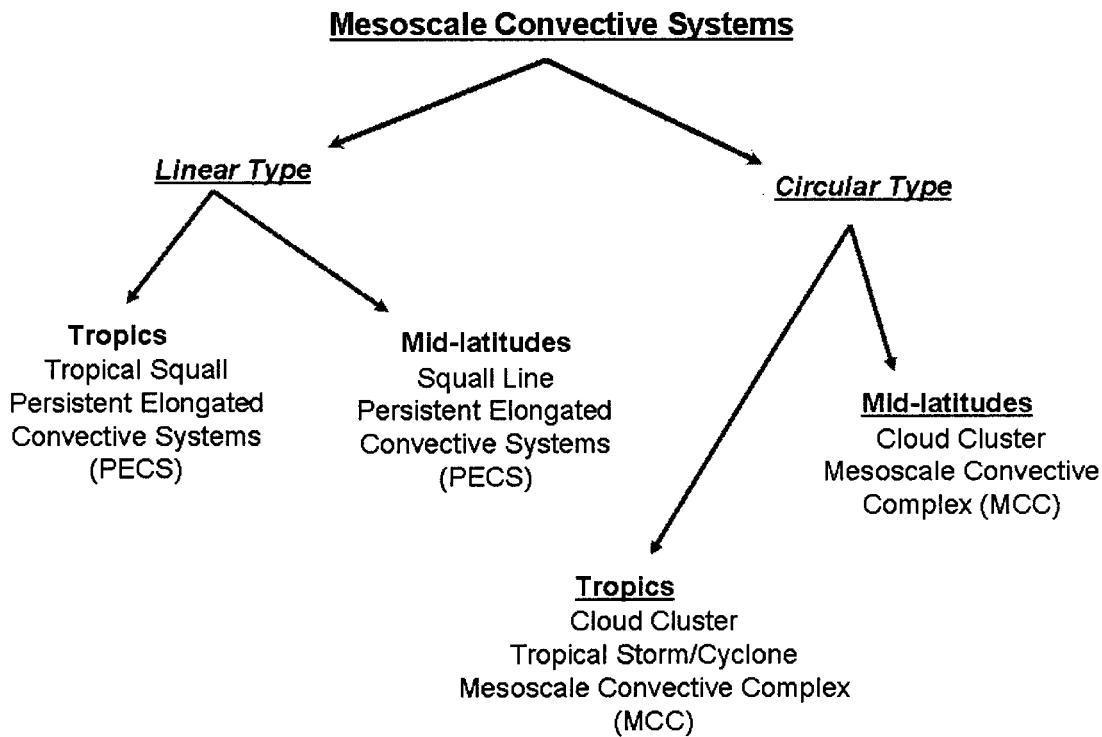 Mesoscale Convective Systems
Linear Type
Circular Type
Tropics
Tropical Squall
Persistent Elongated
Convective Systems
(PECS)
Mid-latitudes
Squall Line
Persistent Elongated
Convective Systems
(PECS)
Mid-latitudes
Cloud Cluster
Mesoscale Convective
Complex (MCC)
Tropics
Cloud Cluster
Tropical Storm/Cyclone
Mesoscale Convective Complex
(MCC)